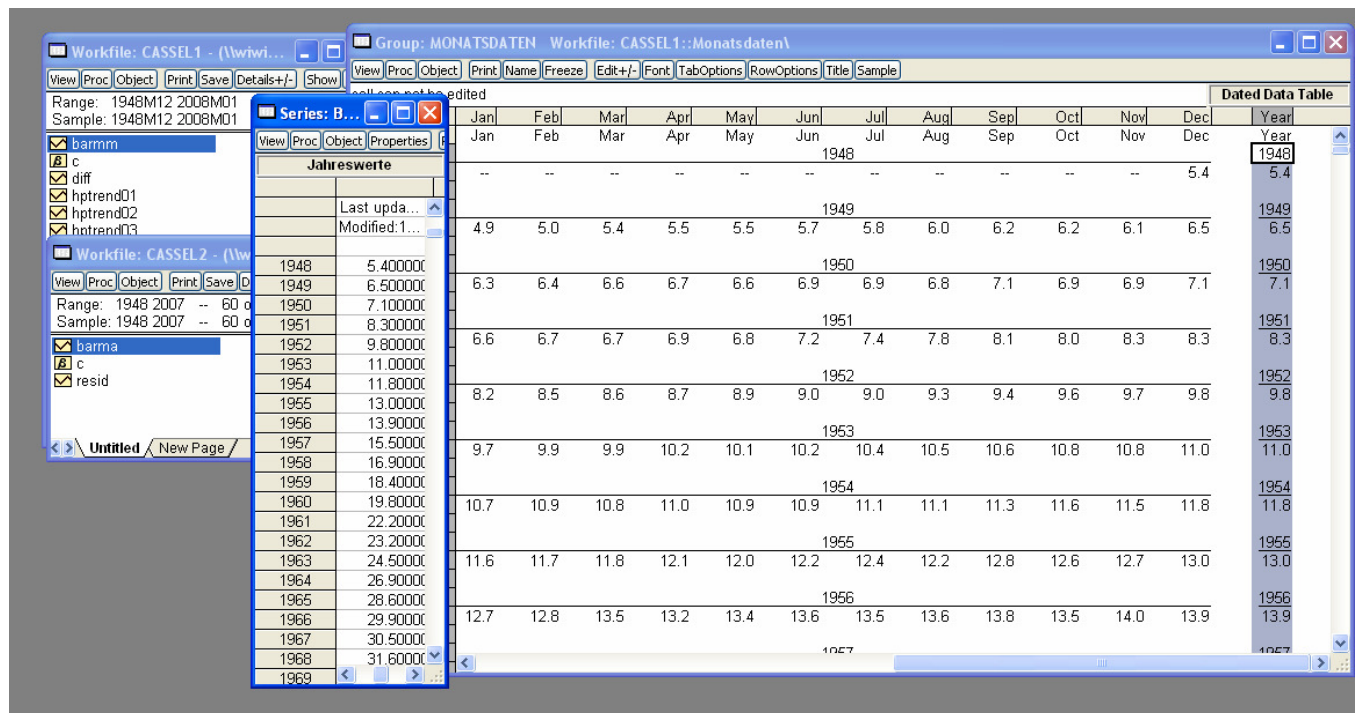 Workfile: CASSEL1 - (\\wiwi...
View Proc Object Print Save Details+/- Show
Range: 1948M12 2008M01
Sample: 1948M12 2008M01
barmm
c
diff
hptrend01
hptrend02
hptrend03
Workfile: CASSEL2 - (\\w
View Proc Object Print Save D
Range: 1948 2007 -- 60 o
Sample: 1948 2007 -- 60 o
barma
c
resid
Untitled New Page
Series: B...
View Proc Object Properties
Jahreswerte
Last upda...
Modified:1...
1948 5.400000
1949 6.500000
1950 7.100000
1951 8.300000
1952 9.800000
1953 11.00000
1954 11.80000
1955 13.00000
1956 13.90000
1957 15.50000
1958 16.90000
1959 18.40000
1960 19.80000
1961 22.20000
1962 23.20000
1963 24.50000
1964 26.90000
1965 28.60000
1966 29.90000
1967 30.50000
1968 31.60000
1969
Group: MONATSDATEN Workfile: CASSEL1::Monatsdaten\
View Proc Object Print Name Freeze Edit+/- Font TabOptions RowOptions Title Sample
edited
Dated Data Table
Jan Feb Mar Apr May Jun Jul Aug Sep Oct Nov Dec Year
Jan Feb Mar Apr May Jun Jul Aug Sep Oct Nov Dec Year
1948 1948
-- -- -- -- -- -- -- -- -- -- -- 5.4 5.4
1949 1949
4.9 5.0 5.4 5.5 5.5 5.7 5.8 6.0 6.2 6.2 6.1 6.5 6.5
1950 1950
6.3 6.4 6.6 6.7 6.6 6.9 6.9 6.8 7.1 6.9 6.9 7.1 7.1
1951 1951
6.6 6.7 6.7 6.9 6.8 7.2 7.4 7.8 8.1 8.0 8.3 8.3 8.3
1952 1952
8.2 8.5 8.6 8.7 8.9 9.0 9.0 9.3 9.4 9.6 9.7 9.8 9.8
1953 1953
9.7 9.9 9.9 10.2 10.1 10.2 10.4 10.5 10.6 10.8 10.8 11.0 11.0
1954 1954
10.7 10.9 10.8 11.0 10.9 10.9 11.1 11.1 11.3 11.6 11.5 11.8 11.8
1955 1955
11.6 11.7 11.8 12.1 12.0 12.2 12.4 12.2 12.8 12.6 12.7 13.0 13.0
1956 1956
12.7 12.8 13.5 13.2 13.4 13.6 13.5 13.6 13.8 13.5 14.0 13.9 13.9
1957 1957